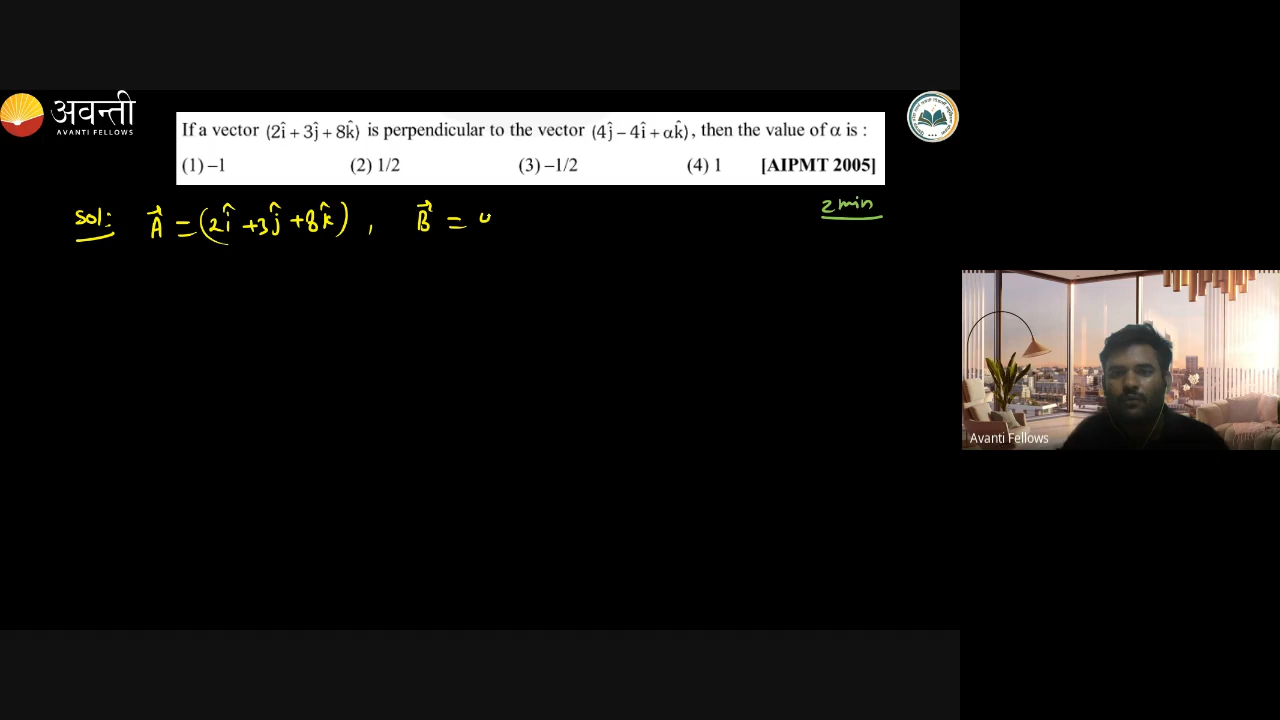 अवन्ती
AVANTI FELLOWS
If a vector (2î + 3ĵ + 8k̂) is perpendicular to the vector (4ĵ − 4î + αk̂), then the value of α is :
(1) –1 (2) 1/2 (3) –1/2 (4) 1 [AIPMT 2005]
2 min
Sol: A⃗ = (2î + 3ĵ + 8k̂) , B⃗ =
Avanti Fellows